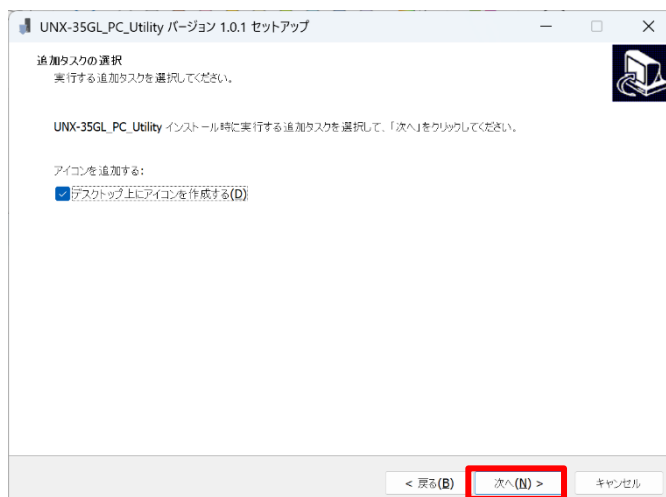 UNX-35GL_PC_Utility バージョン 1.0.1 セットアップ
追加タスクの選択
実行する追加タスクを選択してください。
UNX-35GL_PC_Utility インストール時に実行する追加タスクを選択して、「次へ」をクリックしてください。
アイコンを追加する:
デスクトップ上にアイコンを作成する(D)
< 戻る(B) 次へ(N) > キャンセル